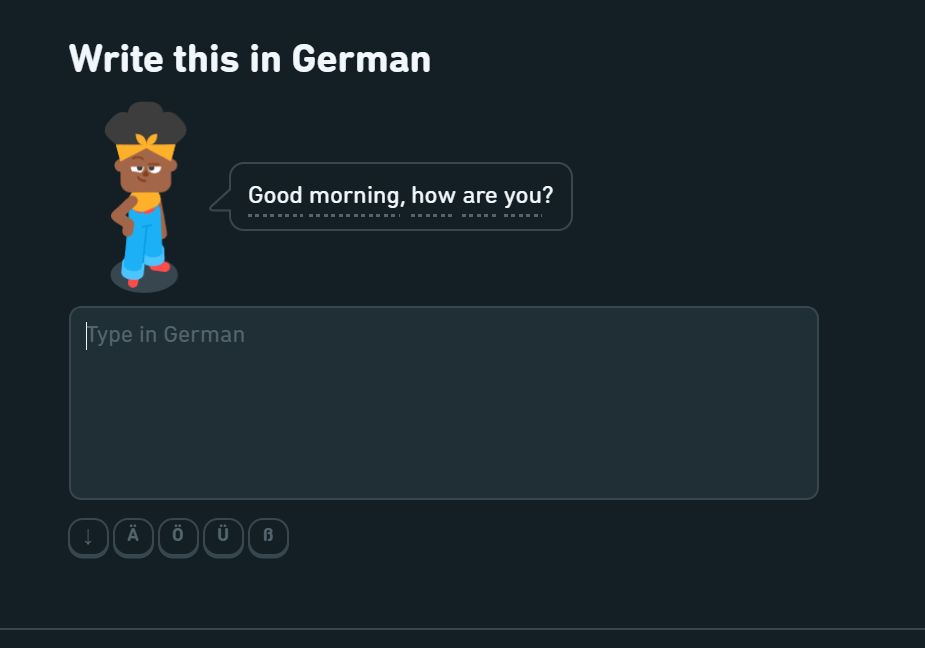 Write this in German
Good morning, how are you?
Type in German
↓ Ä Ö Ü ß